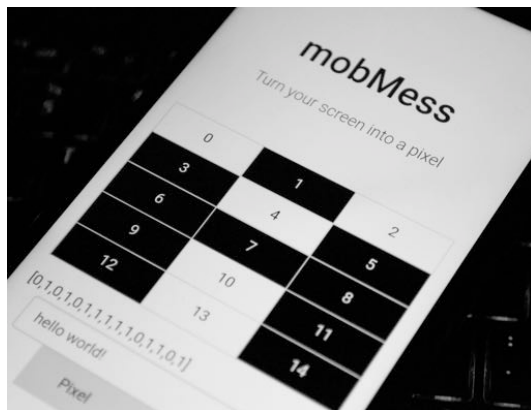 mobMess
Turn your screen into a pixel
0 1 2
3 4 5
6 7 8
9 10 11
12 13 14
[0,1,0,1,0,1,1,1,1,1,0,1,1,0,1]
hello world!
Pixel